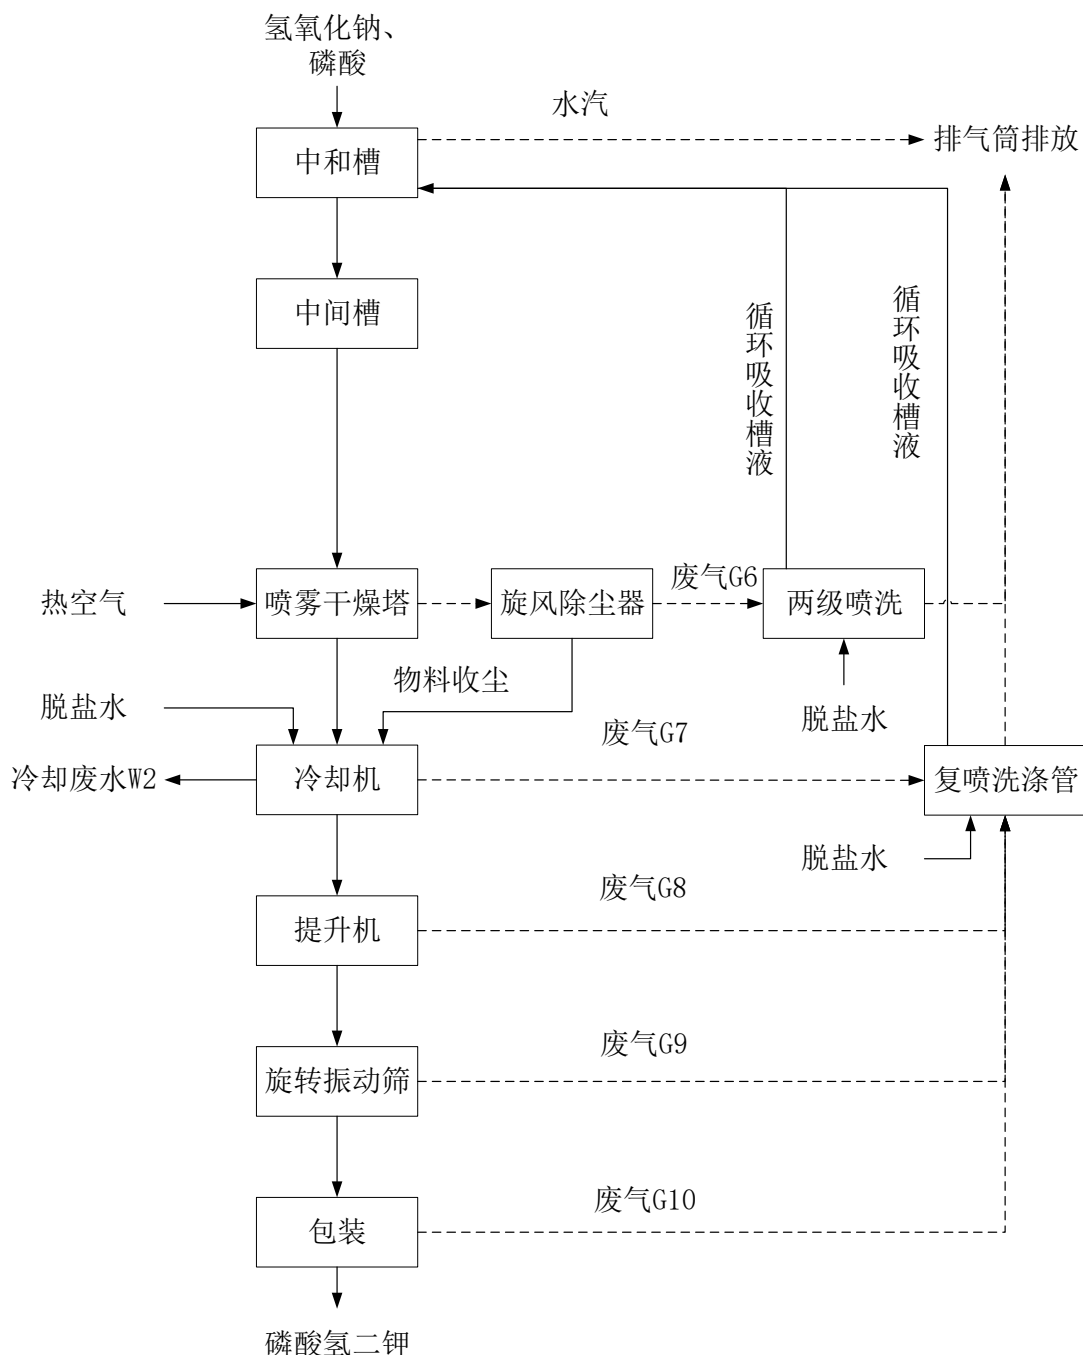 氢氧化钠、
磷酸
水汽
中和槽
排气筒排放
中间槽
循环吸收槽液
循环吸收槽液
热空气
喷雾干燥塔
旋风除尘器
废气G6
两级喷洗
物料收尘
脱盐水
脱盐水
废气G7
冷却废水W2
冷却机
复喷洗涤管
脱盐水
废气G8
提升机
废气G9
旋转振动筛
废气G10
包装
磷酸氢二钾